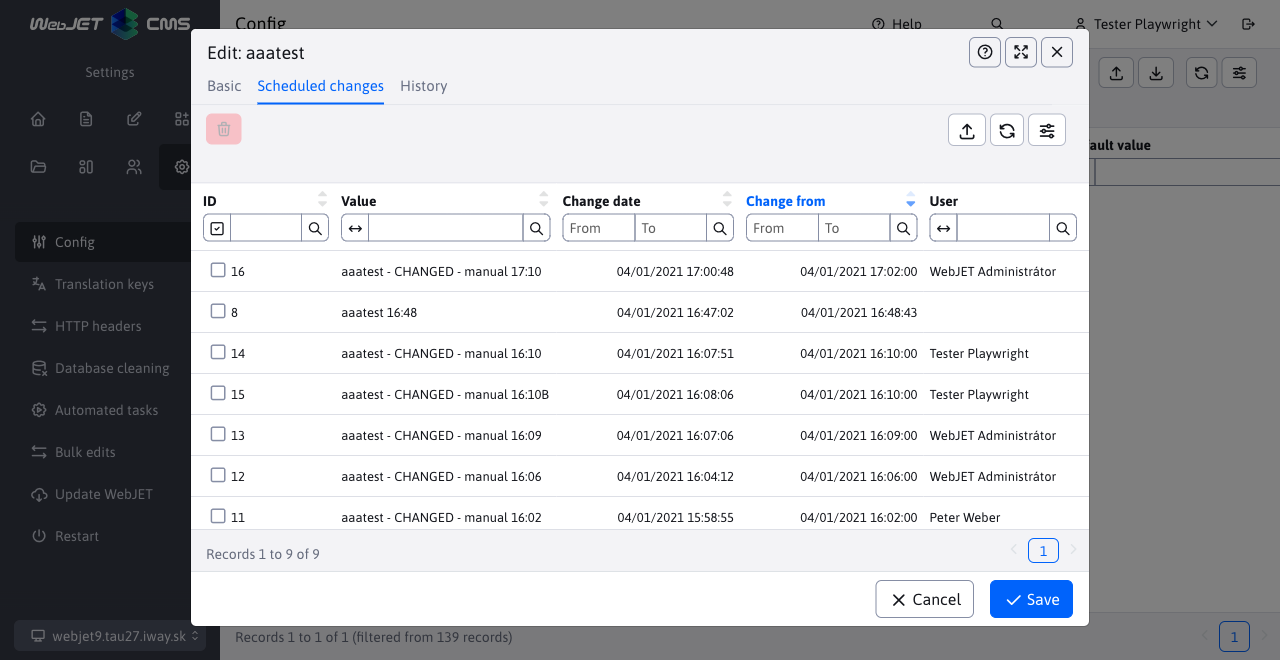 WebJET CMS
Config
Help
Tester Playwright
Settings
Config
Translation keys
HTTP headers
Database cleaning
Automated tasks
Bulk edits
Update WebJET
Restart
webjet9.tau27.iway.sk
Edit: aaatest
Basic Scheduled changes History
ault value
ID Value Change date Change from User
From To From To
16 aaatest - CHANGED - manual 17:10 04/01/2021 17:00:48 04/01/2021 17:02:00 WebJET Administrátor
8 aaatest 16:48 04/01/2021 16:47:02 04/01/2021 16:48:43
14 aaatest - CHANGED - manual 16:10 04/01/2021 16:07:51 04/01/2021 16:10:00 Tester Playwright
15 aaatest - CHANGED - manual 16:10B 04/01/2021 16:08:06 04/01/2021 16:10:00 Tester Playwright
13 aaatest - CHANGED - manual 16:09 04/01/2021 16:07:06 04/01/2021 16:09:00 WebJET Administrátor
12 aaatest - CHANGED - manual 16:06 04/01/2021 16:04:12 04/01/2021 16:06:00 WebJET Administrátor
11 aaatest - CHANGED - manual 16:02 04/01/2021 15:58:55 04/01/2021 16:02:00 Peter Weber
Records 1 to 9 of 9
1
Cancel Save
Records 1 to 1 of 1 (filtered from 139 records)
1